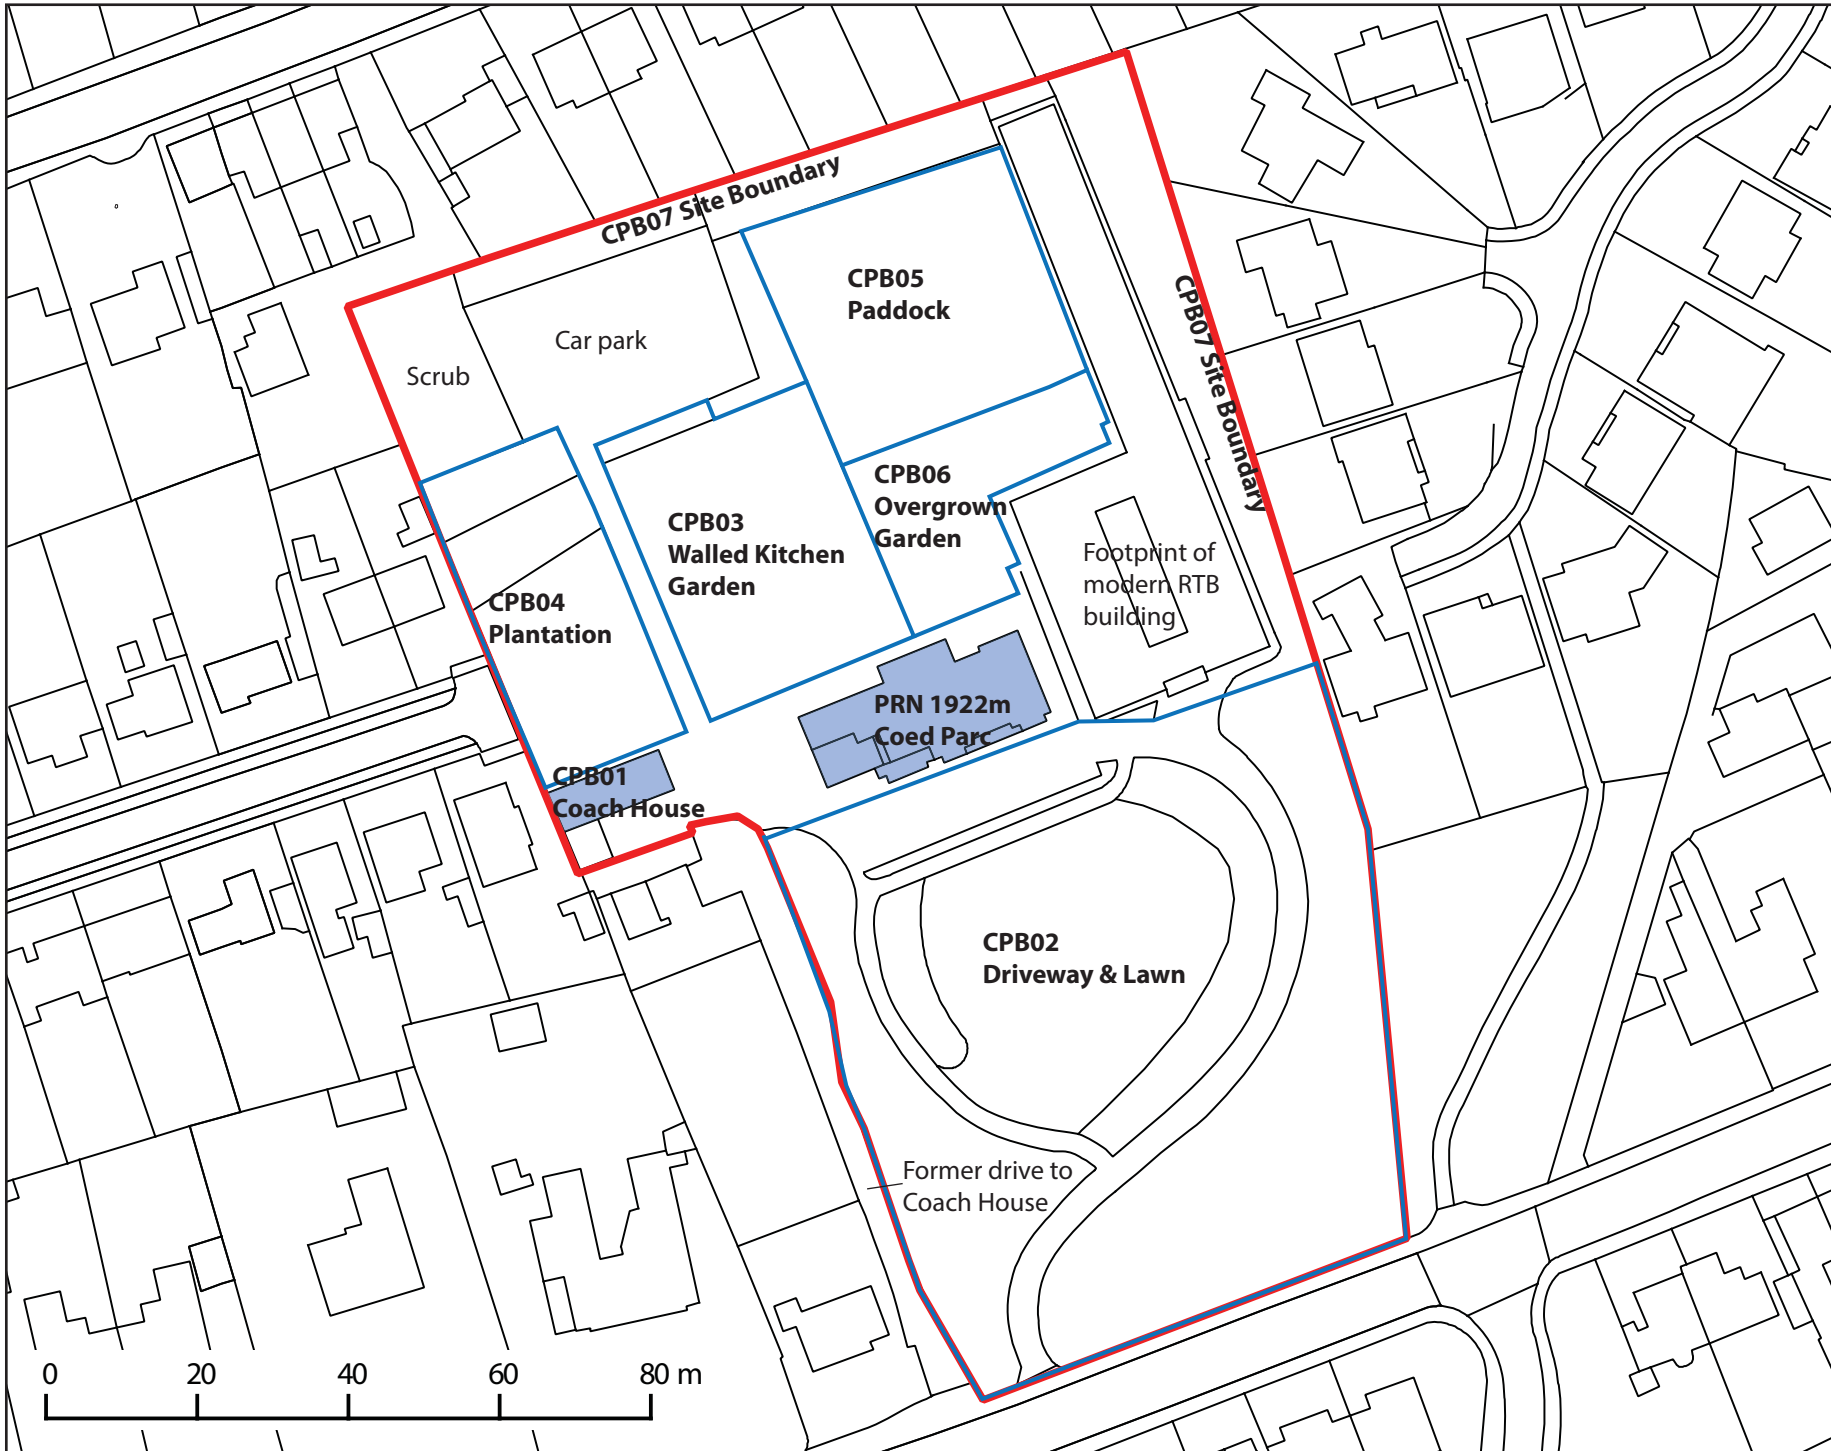 CPB07 Site Boundary
CPB05
Paddock
CPB07 Site Boundary
Car park
Scrub
CPB06
Overgrown
Garden
CPB03
Walled Kitchen
Garden
Footprint of
modern RTB
building
CPB04
Plantation
PRN 1922m
Coed Parc
CPB01
Coach House
CPB02
Driveway & Lawn
Former drive to
Coach House
0 20 40 60 80 m